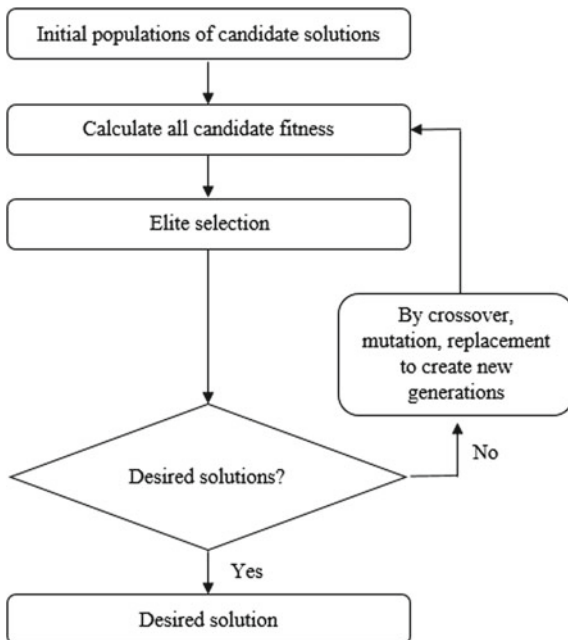 Initial populations of candidate solutions
Calculate all candidate fitness
Elite selection
By crossover,
mutation, replacement
to create new
generations
Desired solutions?
No
Yes
Desired solution